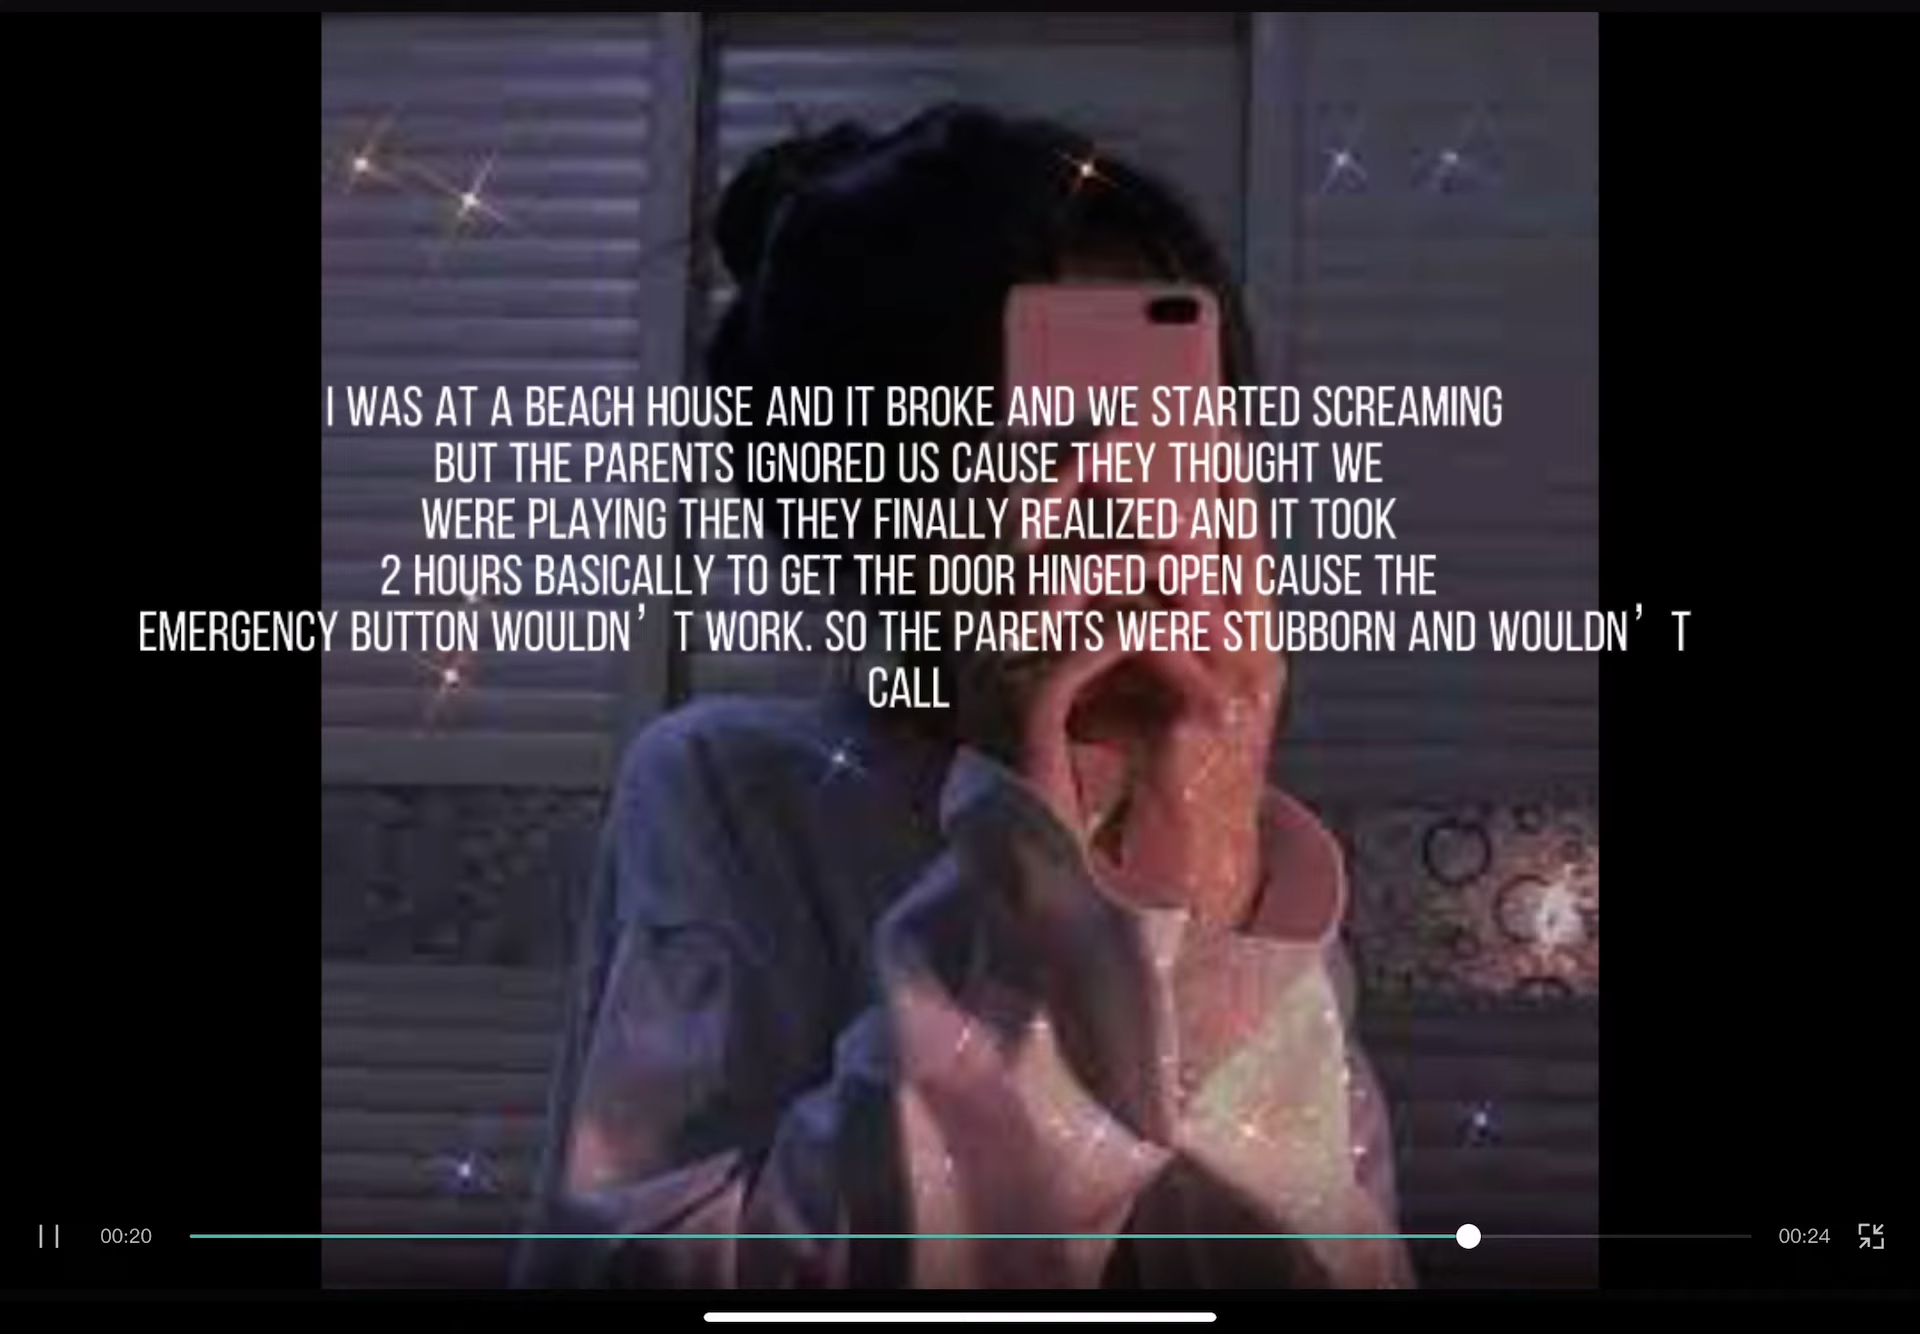 I WAS AT A BEACH HOUSE AND IT BROKE AND WE STARTED SCREAMING
BUT THE PARENTS IGNORED US CAUSE THEY THOUGHT WE
WERE PLAYING THEN THEY FINALLY REALIZED AND IT TOOK
2 HOURS BASICALLY TO GET THE DOOR HINGED OPEN CAUSE THE
EMERGENCY BUTTON WOULDN’T WORK. SO THE PARENTS WERE STUBBORN AND WOULDN’T
CALL
00:20
00:24